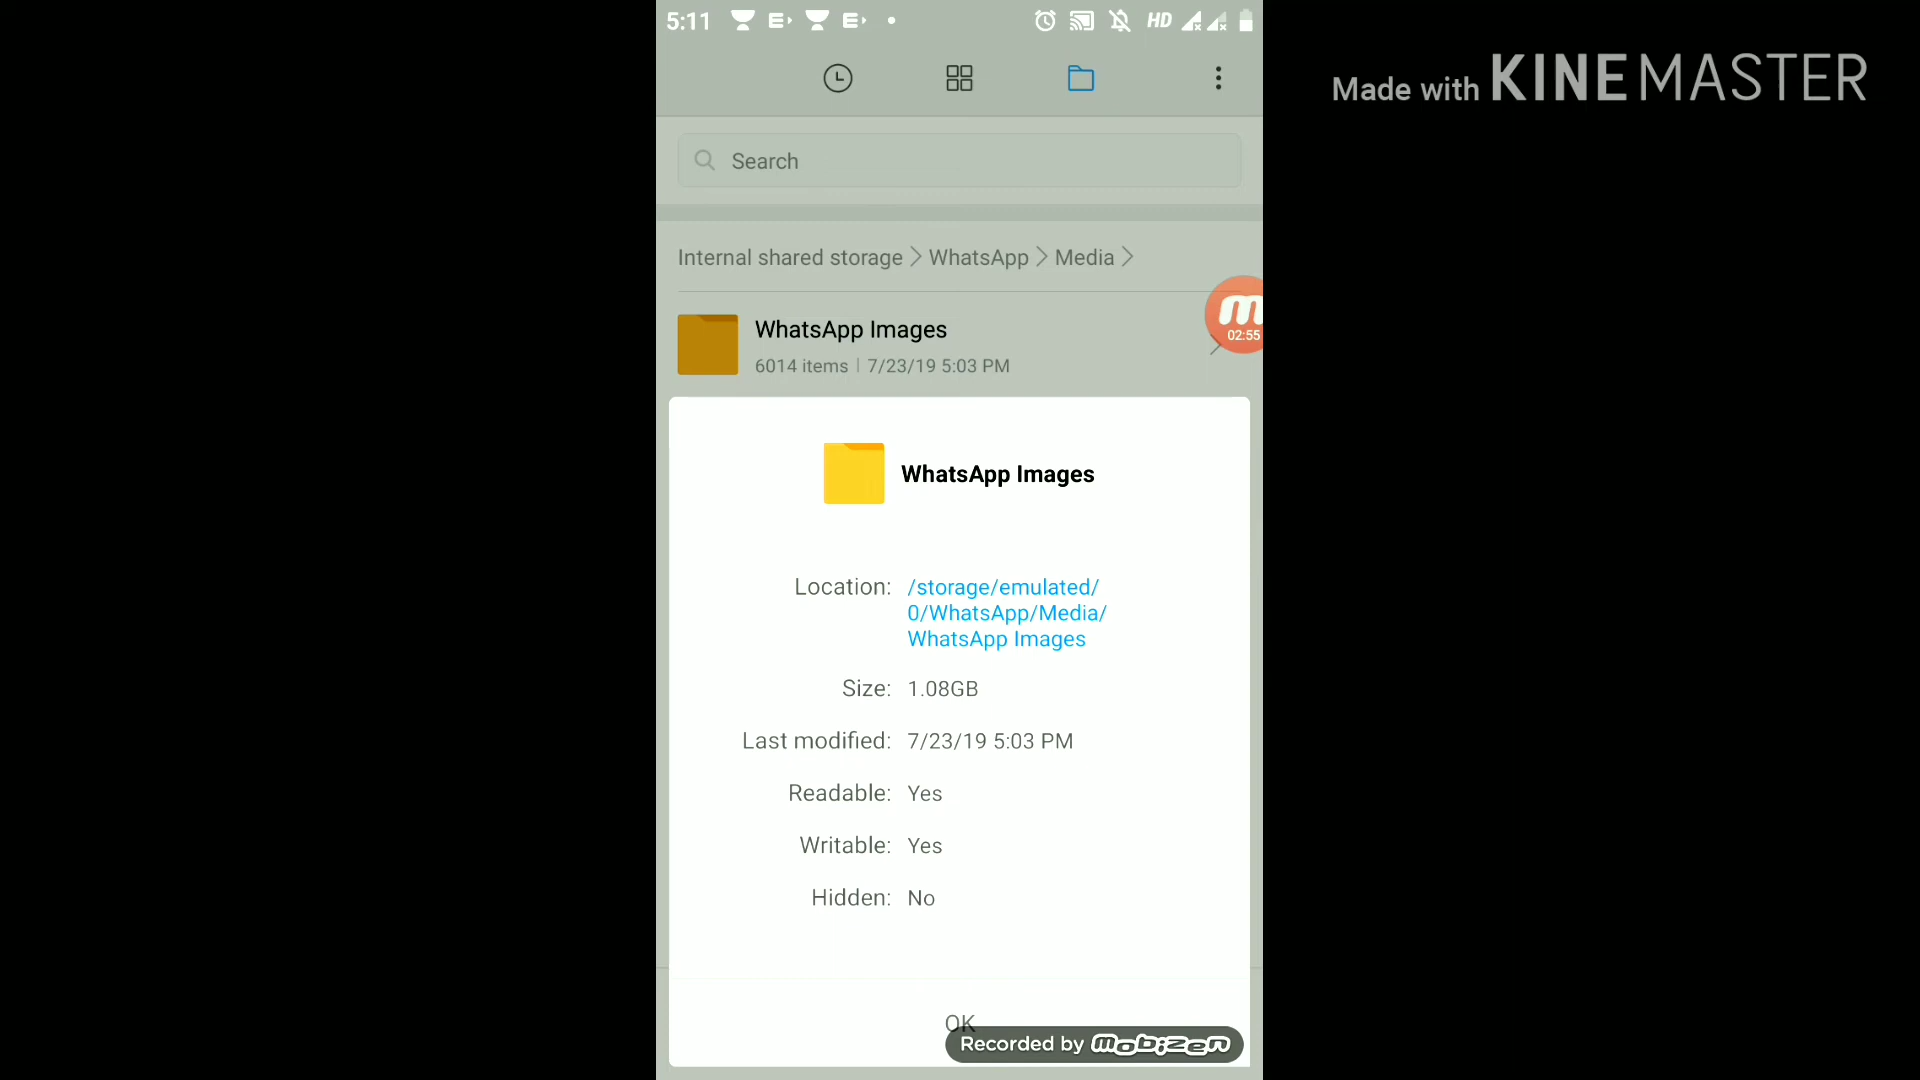 5:11
HD
Made with KINEMASTER
Search
Internal shared storage > WhatsApp > Media >
WhatsApp Images
6014 items | 7/23/19 5:03 PM
02:55
WhatsApp Images
Location: /storage/emulated/
0/WhatsApp/Media/
WhatsApp Images
Size: 1.08GB
Last modified: 7/23/19 5:03 PM
Readable: Yes
Writable: Yes
Hidden: No
OK
Recorded by mobizen